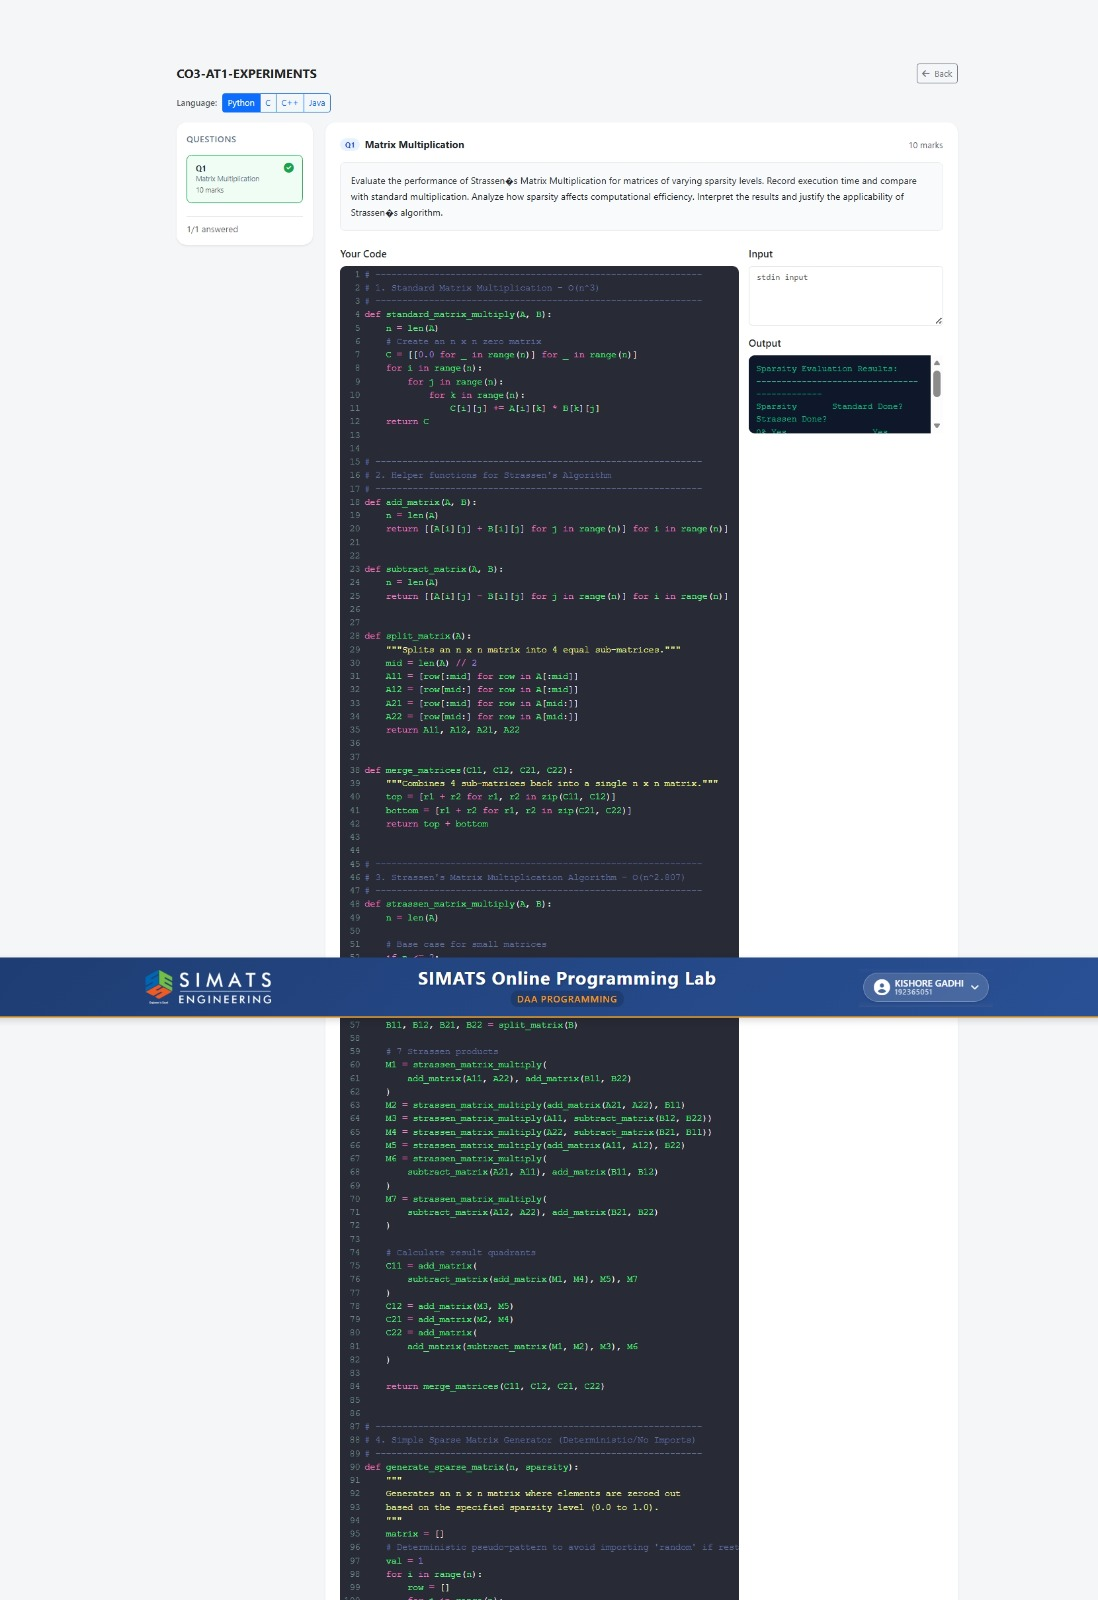 CO3-AT1-EXPERIMENTS
← Back
Language: Python C C++ Java
QUESTIONS
Q1
Matrix Multiplication
10 marks
1/1 answered
Q1 Matrix Multiplication 10 marks
Evaluate the performance of Strassen�s Matrix Multiplication for matrices of varying sparsity levels. Record execution time and compare
with standard multiplication. Analyze how sparsity affects computational efficiency. Interpret the results and justify the applicability of
Strassen�s algorithm.
Your Code
1 # -------------------------------------------------------------
2 # 1. Standard Matrix Multiplication - O(n^3)
3 # -------------------------------------------------------------
4 def standard_matrix_multiply(A, B):
5     n = len(A)
6     # Create an n x n zero matrix
7     C = [[0.0 for _ in range(n)] for _ in range(n)]
8     for i in range(n):
9         for j in range(n):
10             for k in range(n):
11                 C[i][j] += A[i][k] * B[k][j]
12     return C
13
14
15 # -------------------------------------------------------------
16 # 2. Helper functions for Strassen's Algorithm
17 # -------------------------------------------------------------
18 def add_matrix(A, B):
19     n = len(A)
20     return [[A[i][j] + B[i][j] for j in range(n)] for i in range(n)]
21
22
23 def subtract_matrix(A, B):
24     n = len(A)
25     return [[A[i][j] - B[i][j] for j in range(n)] for i in range(n)]
26
27
28 def split_matrix(A):
29     """Splits an n x n matrix into 4 equal sub-matrices."""
30     mid = len(A) // 2
31     A11 = [row[:mid] for row in A[:mid]]
32     A12 = [row[mid:] for row in A[:mid]]
33     A21 = [row[:mid] for row in A[mid:]]
34     A22 = [row[mid:] for row in A[mid:]]
35     return A11, A12, A21, A22
36
37
38 def merge_matrices(C11, C12, C21, C22):
39     """Combines 4 sub-matrices back into a single n x n matrix."""
40     top = [r1 + r2 for r1, r2 in zip(C11, C12)]
41     bottom = [r1 + r2 for r1, r2 in zip(C21, C22)]
42     return top + bottom
43
44
45 # -------------------------------------------------------------
46 # 3. Strassen's Matrix Multiplication Algorithm - O(n^2.807)
47 # -------------------------------------------------------------
48 def strassen_matrix_multiply(A, B):
49     n = len(A)
50
51     # Base case for small matrices
SIMATS
ENGINEERING
SIMATS Online Programming Lab
DAA PROGRAMMING
KISHORE GADHI
192365051
57     B11, B12, B21, B22 = split_matrix(B)
58
59     # 7 Strassen products
60     M1 = strassen_matrix_multiply(
61         add_matrix(A11, A22), add_matrix(B11, B22)
62     )
63     M2 = strassen_matrix_multiply(add_matrix(A21, A22), B11)
64     M3 = strassen_matrix_multiply(A11, subtract_matrix(B12, B22))
65     M4 = strassen_matrix_multiply(A22, subtract_matrix(B21, B11))
66     M5 = strassen_matrix_multiply(add_matrix(A11, A12), B22)
67     M6 = strassen_matrix_multiply(
68         subtract_matrix(A21, A11), add_matrix(B11, B12)
69     )
70     M7 = strassen_matrix_multiply(
71         subtract_matrix(A12, A22), add_matrix(B21, B22)
72     )
73
74     # Calculate result quadrants
75     C11 = add_matrix(
76         subtract_matrix(add_matrix(M1, M4), M5), M7
77     )
78     C12 = add_matrix(M3, M5)
79     C21 = add_matrix(M2, M4)
80     C22 = add_matrix(
81         add_matrix(subtract_matrix(M1, M2), M3), M6
82     )
83
84     return merge_matrices(C11, C12, C21, C22)
85
86
87 # -------------------------------------------------------------
88 # 4. Simple Sparse Matrix Generator (Deterministic/No Imports)
89 # -------------------------------------------------------------
90 def generate_sparse_matrix(n, sparsity):
91     """
92     Generates an n x n matrix where elements are zeroed out
93     based on the specified sparsity level (0.0 to 1.0).
94     """
95     matrix = []
96     # Deterministic pseudo-pattern to avoid importing 'random' if rest
97     val = 1
98     for i in range(n):
99         row = []
Input
stdin input
Output
Sparsity Evaluation Results:
---------------------------------
-------------
Sparsity Standard Done?
Strassen Done?
0% Yes Yes